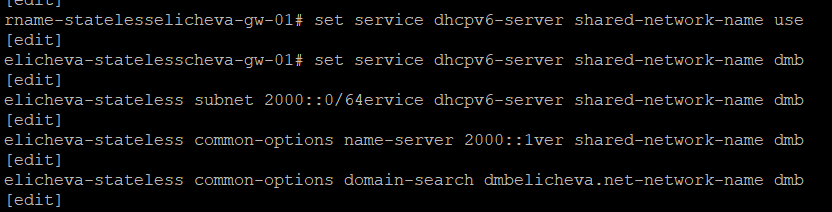 [edit]
rname-statelesselicheva-gw-01# set service dhcpv6-server shared-network-name use
[edit]
elicheva-statelesscheva-gw-01# set service dhcpv6-server shared-network-name dmb
[edit]
elicheva-stateless subnet 2000::0/64ervice dhcpv6-server shared-network-name dmb
[edit]
elicheva-stateless common-options name-server 2000::1ver shared-network-name dmb
[edit]
elicheva-stateless common-options domain-search dmbelicheva.net-network-name dmb
[edit]